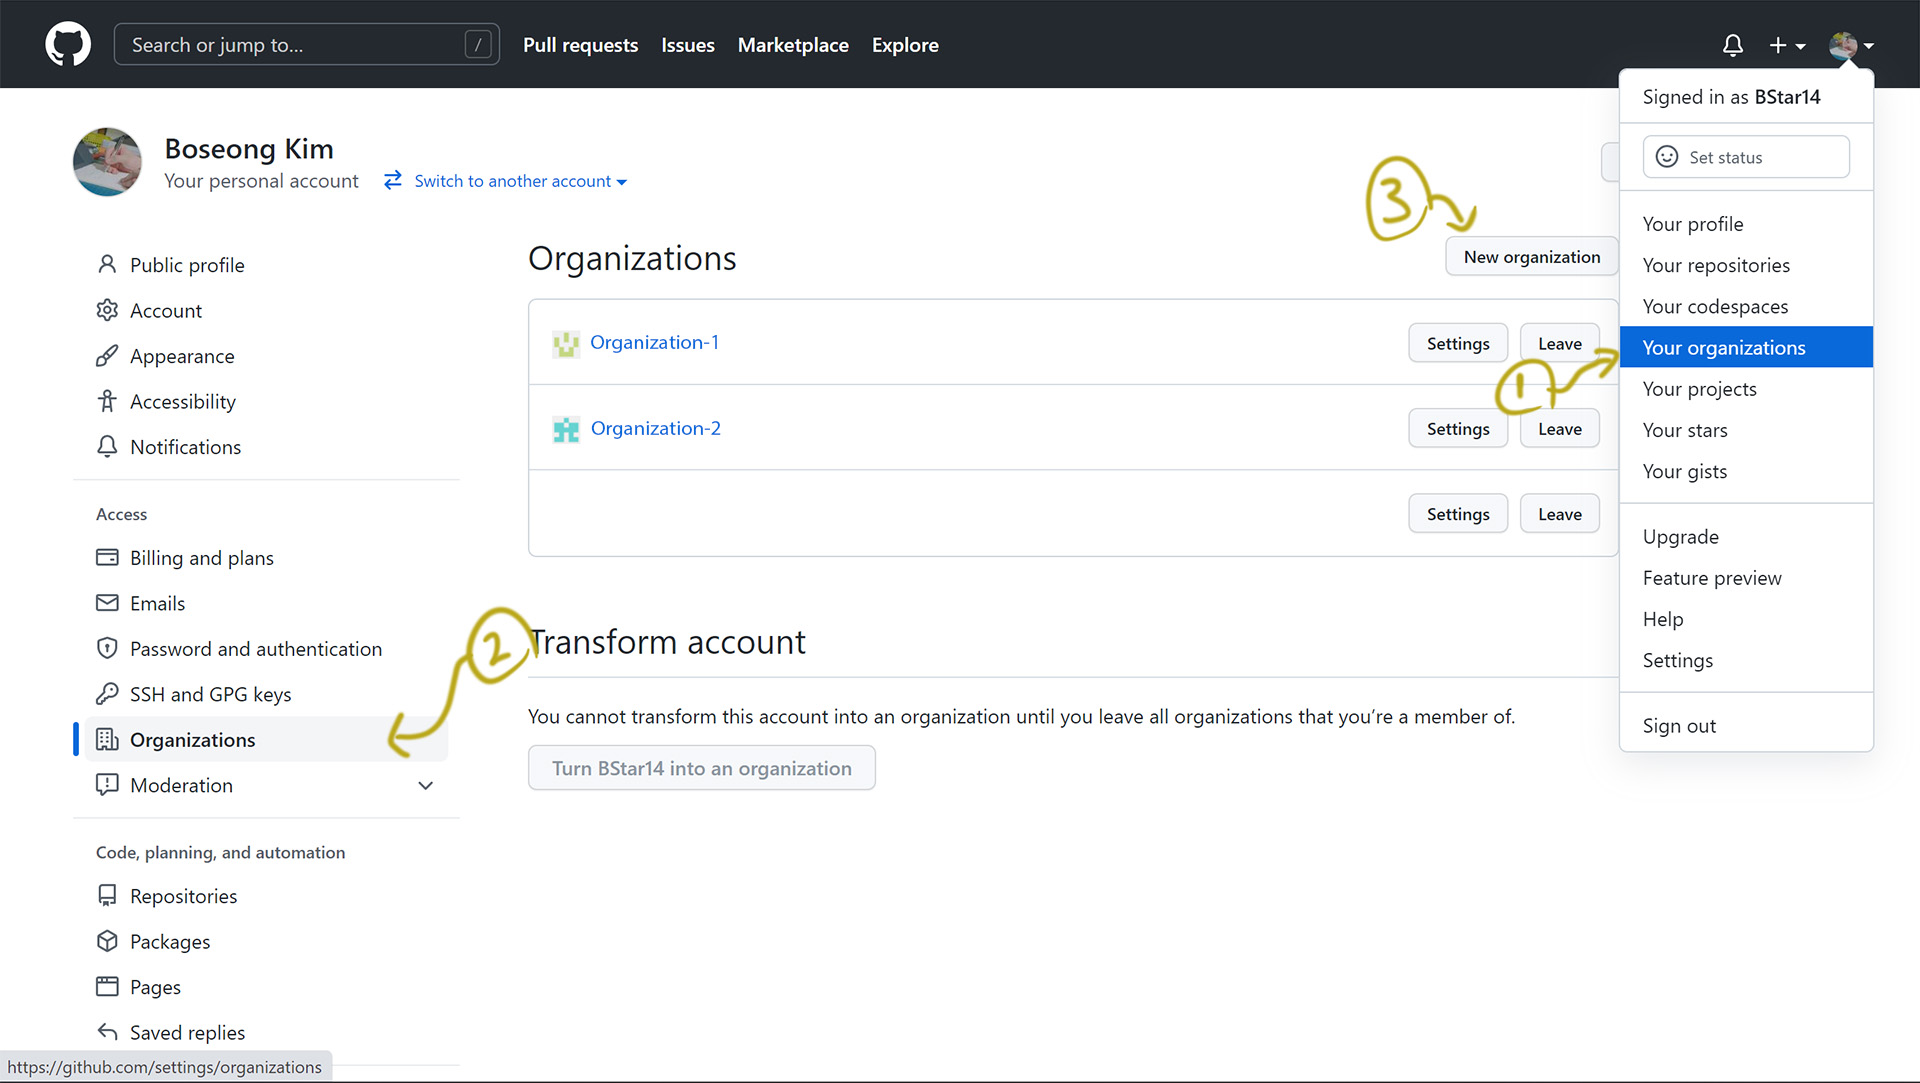 Search or jump to... /
Pull requests Issues Marketplace Explore
Signed in as BStar14
Set status
Your profile
Your repositories
Your codespaces
Your organizations
Your projects
Your stars
Your gists
Upgrade
Feature preview
Help
Settings
Sign out
Boseong Kim
Your personal account Switch to another account
Public profile
Account
Appearance
Accessibility
Notifications
Access
Billing and plans
Emails
Password and authentication
SSH and GPG keys
Organizations
Moderation
Code, planning, and automation
Repositories
Packages
Pages
Saved replies
3
Organizations New organization
Organization-1 Settings Leave
1
Organization-2 Settings Leave
Settings Leave
2
Transform account
You cannot transform this account into an organization until you leave all organizations that you’re a member of.
Turn BStar14 into an organization
https://github.com/settings/organizations